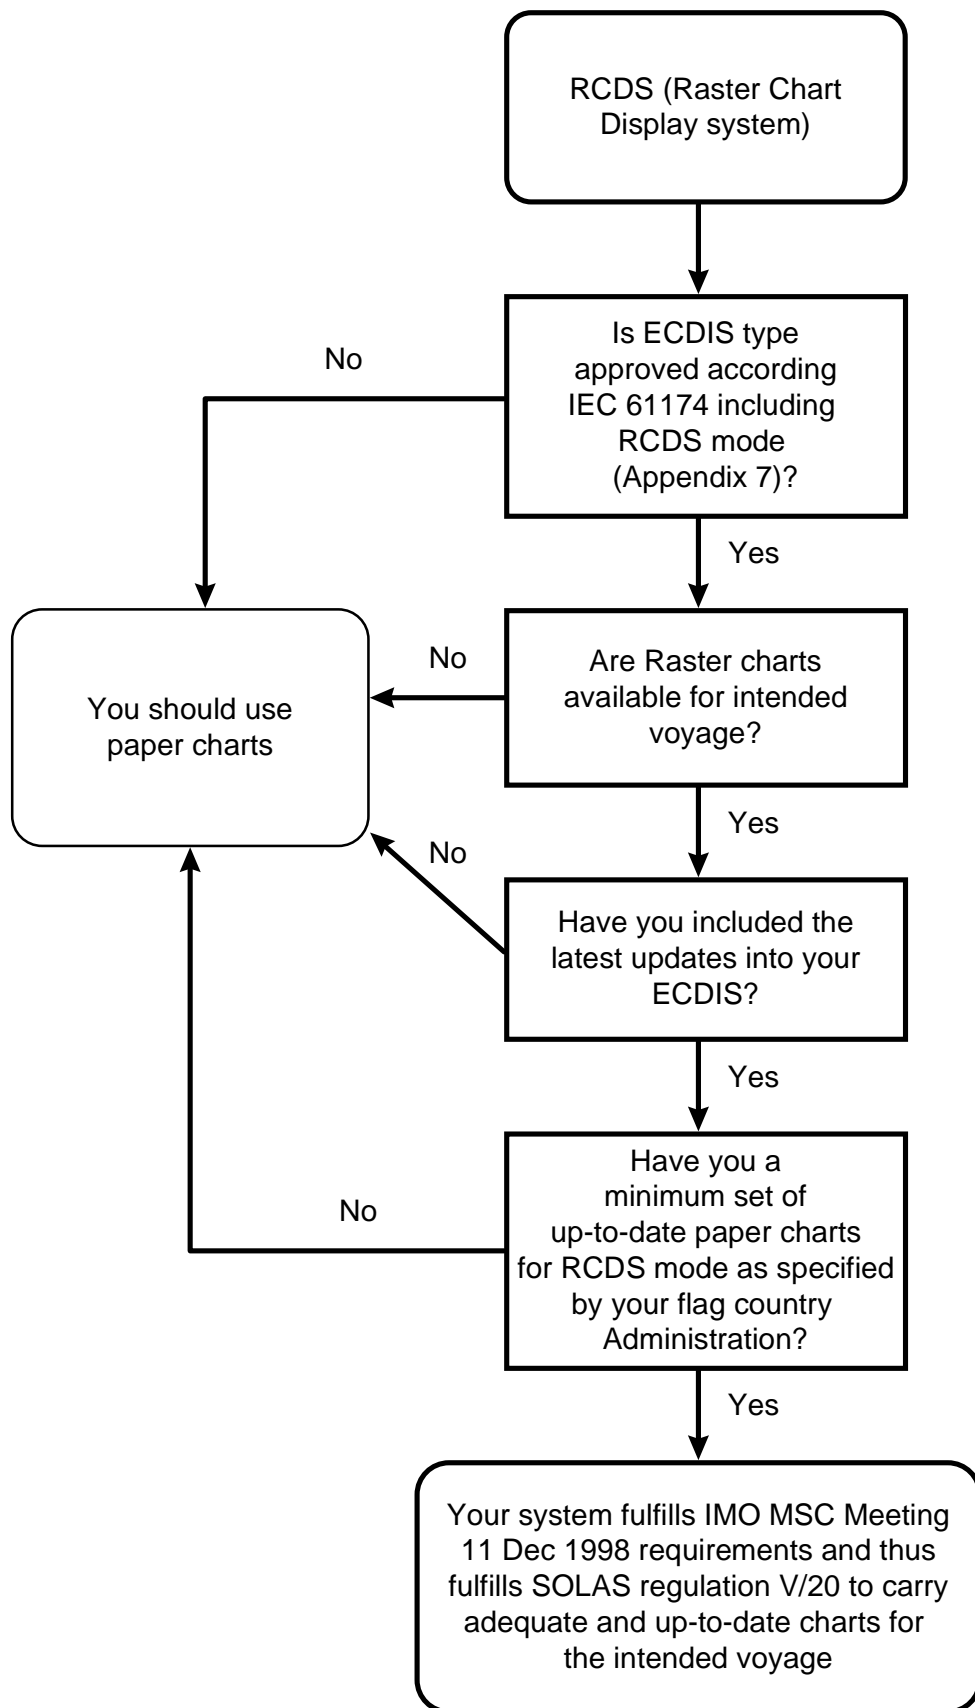 RCDS (Raster Chart
Display system)
Is ECDIS type
approved according
IEC 61174 including
RCDS mode
(Appendix 7)?
No
Yes
You should use
paper charts
No
Are Raster charts
available for intended
voyage?
Yes
No
Have you included the
latest updates into your
ECDIS?
Yes
No
Have you a
minimum set of
up-to-date paper charts
for RCDS mode as specified
by your flag country
Administration?
Yes
Your system fulfills IMO MSC Meeting
11 Dec 1998 requirements and thus
fulfills SOLAS regulation V/20 to carry
adequate and up-to-date charts for
the intended voyage